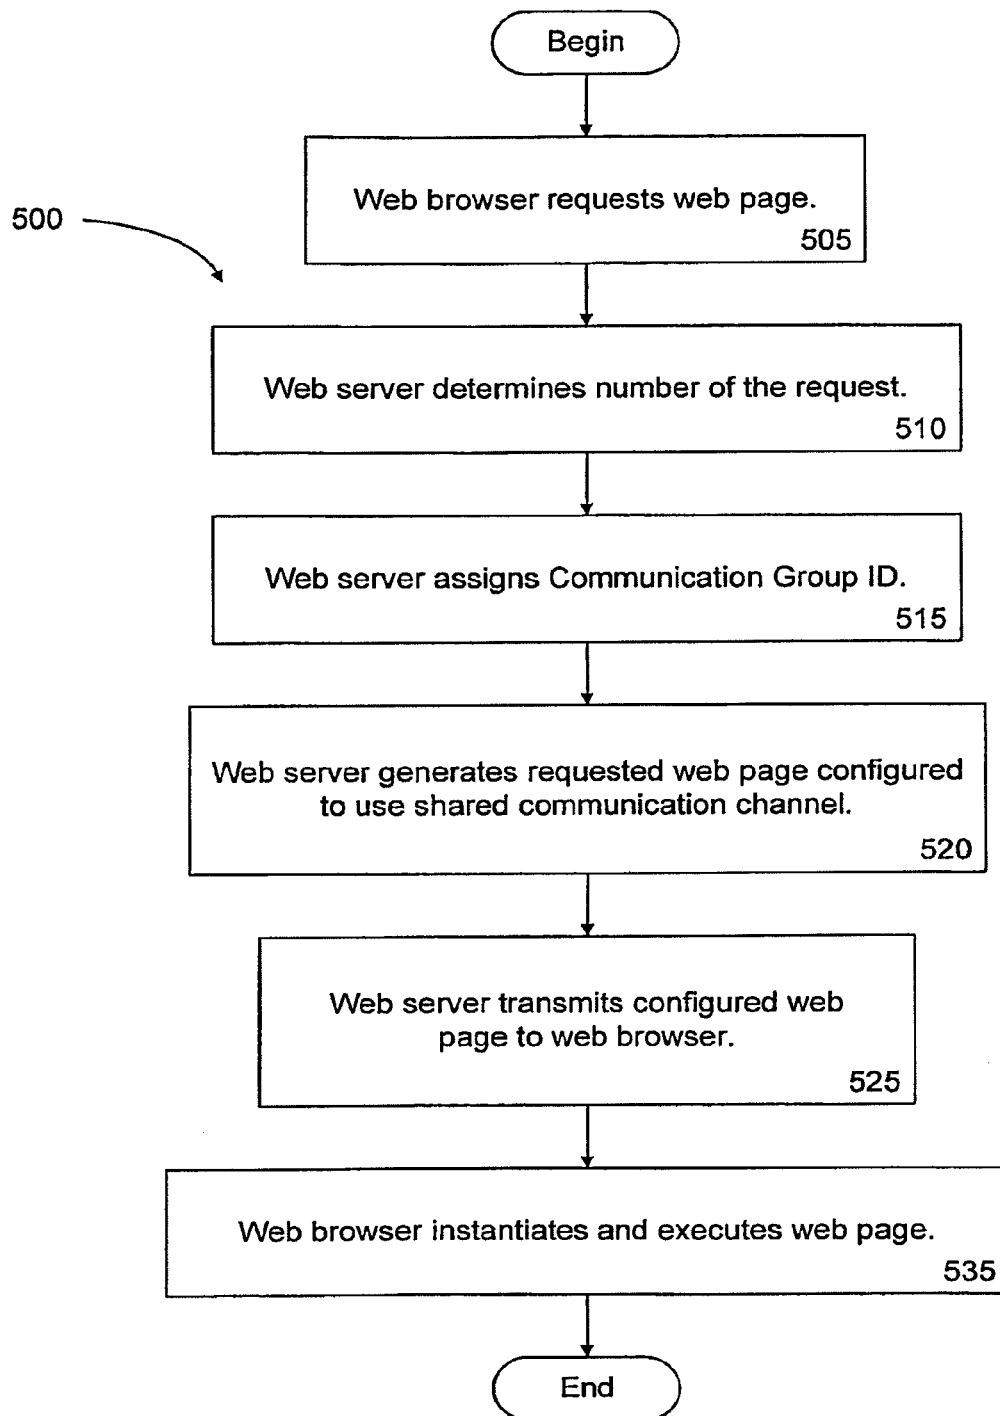 Begin
Web browser requests web page.
505
500
Web server determines number of the request.
510
Web server assigns Communication Group ID.
515
Web server generates requested web page configured
to use shared communication channel.
520
Web server transmits configured web
page to web browser.
525
Web browser instantiates and executes web page.
535
End